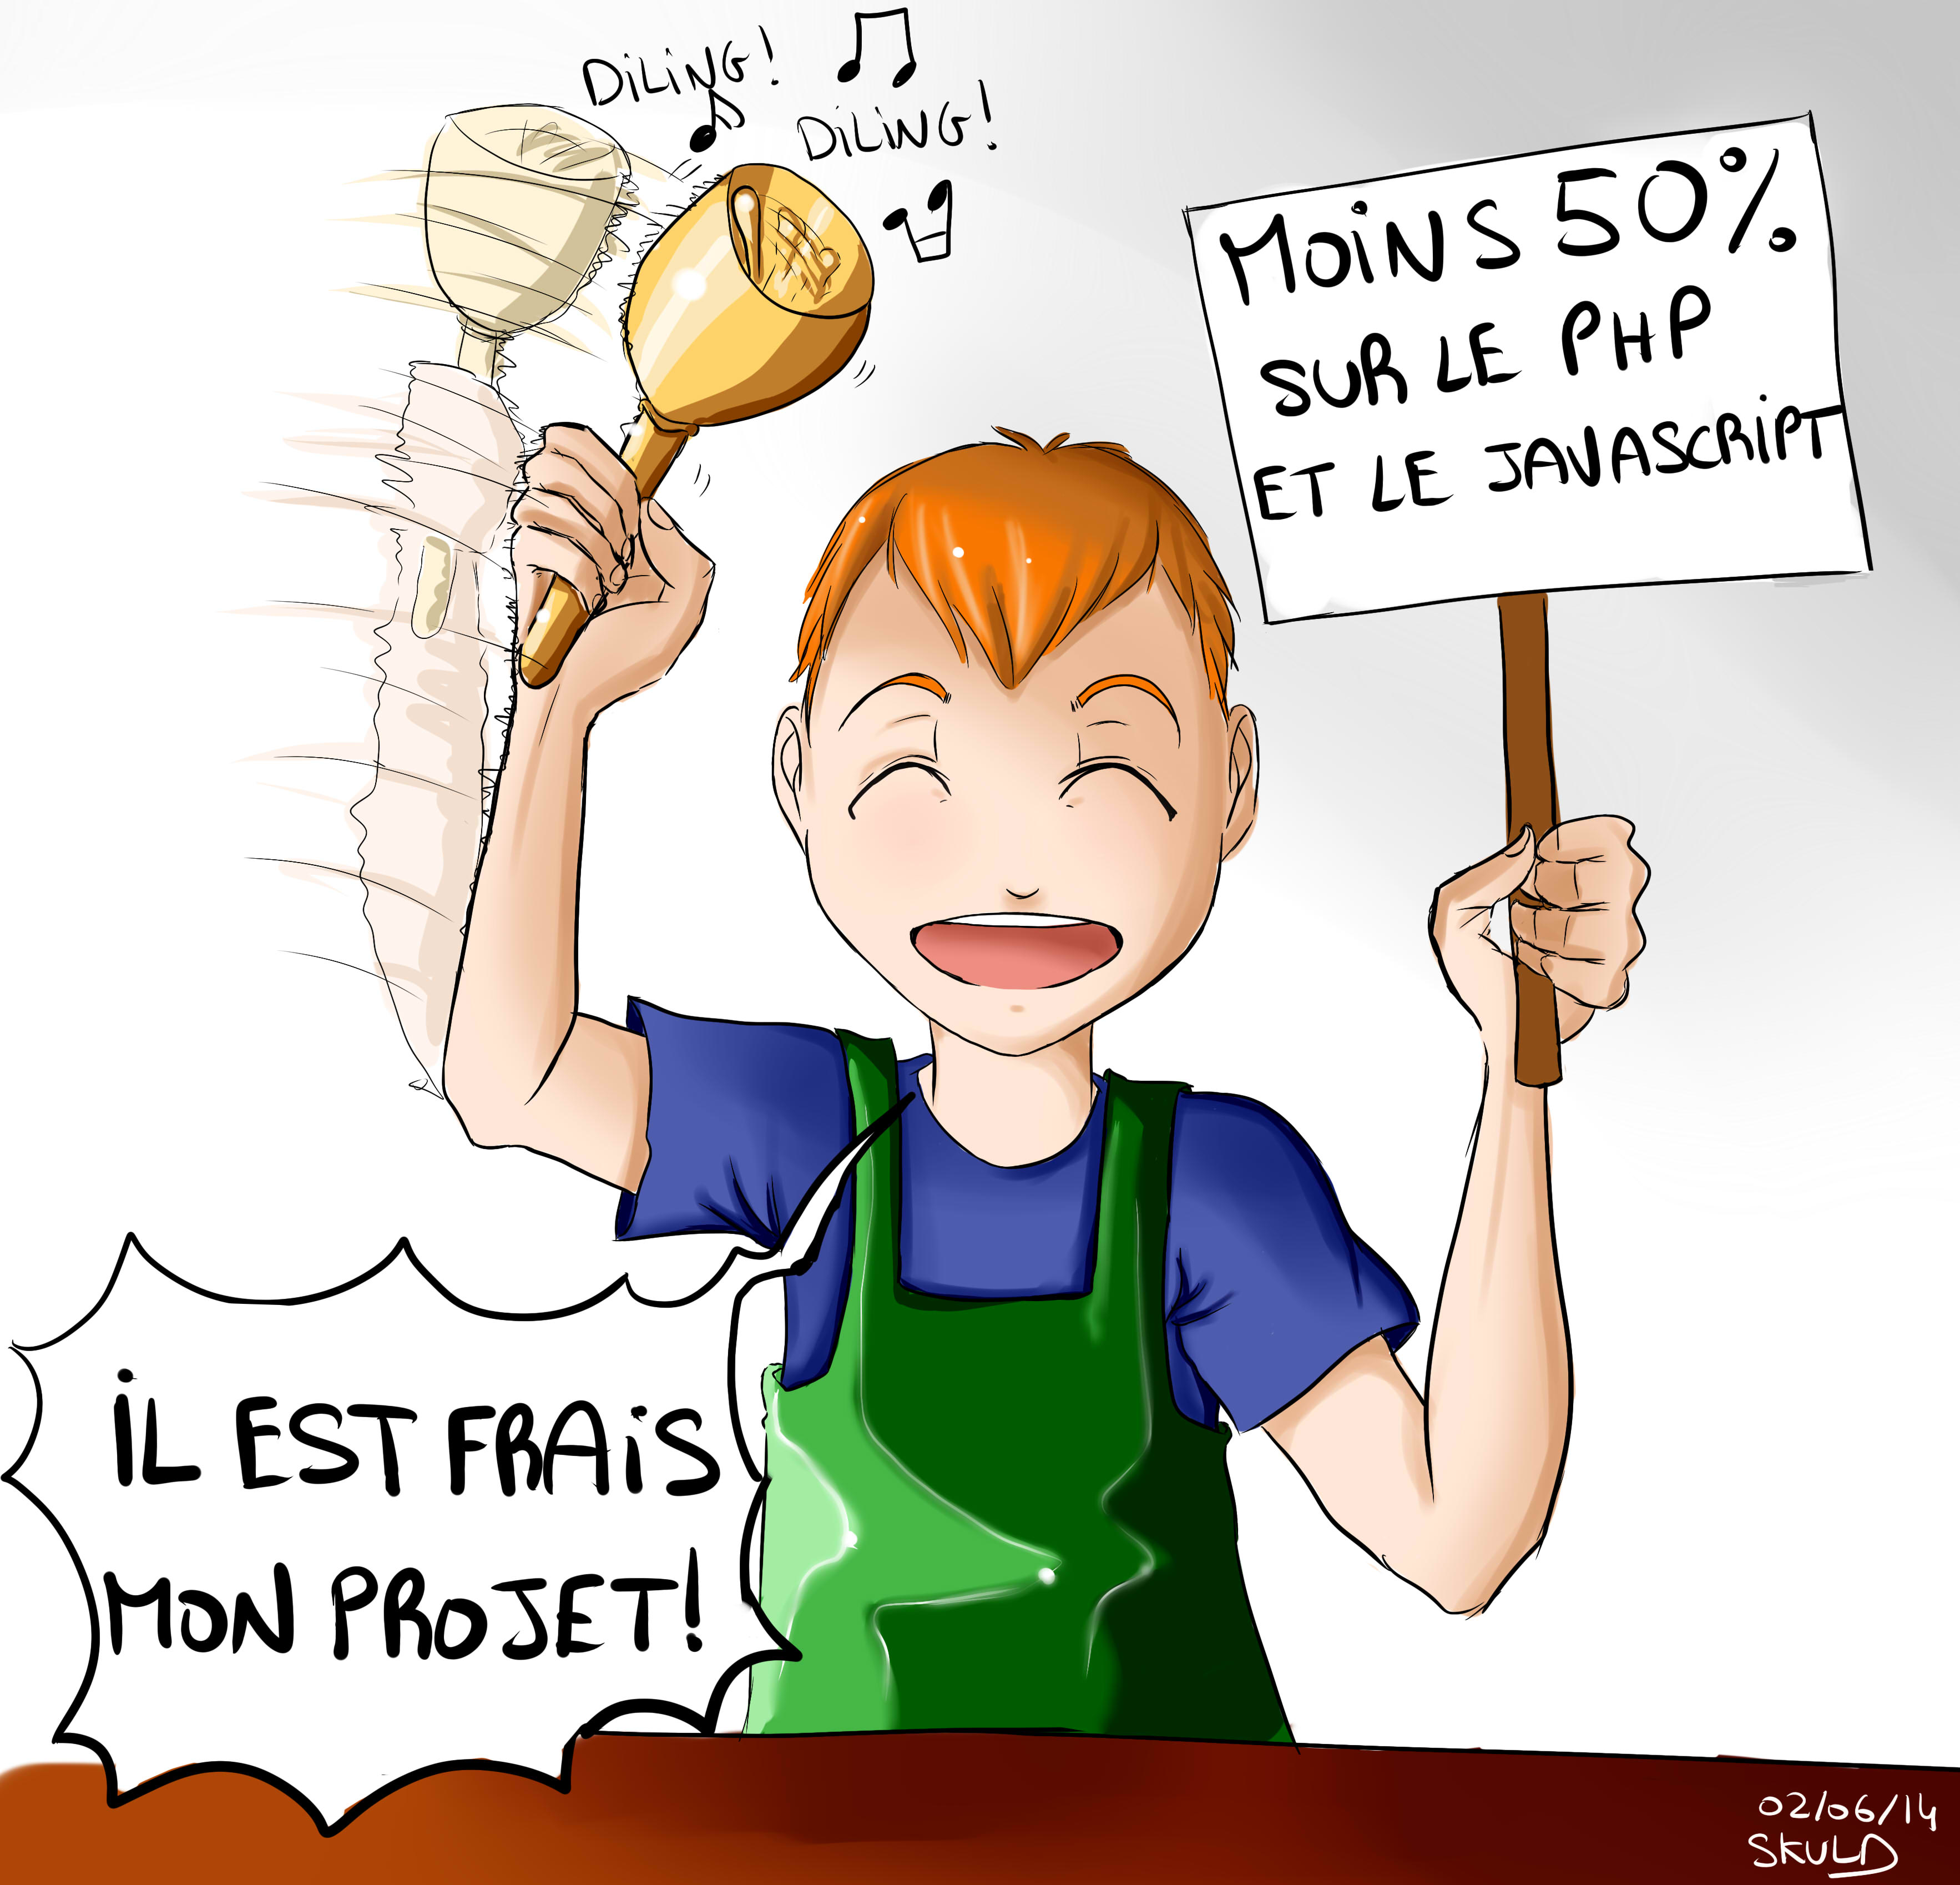 DILING!
DILING!
MOINS 50%
SUR LE PHP
ET LE JAVASCRIPT
IL EST FRAIS
MON PROJET!
02/06/14
SKULD